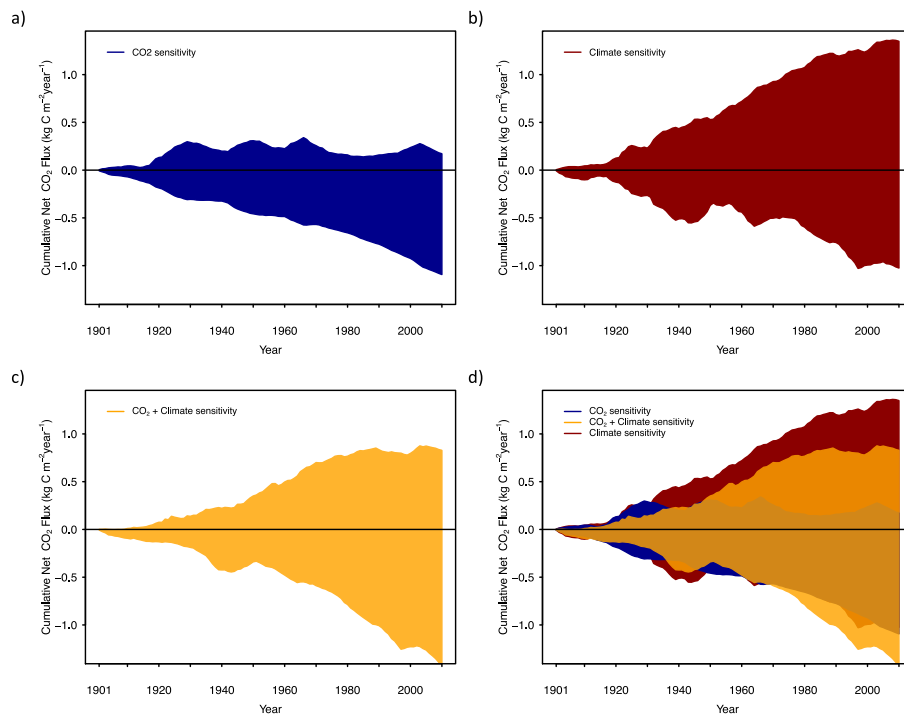 a)
CO2 sensitivity
Cumulative Net CO₂ Flux (kg C m⁻²year⁻¹)
1.0
0.5
0.0
−0.5
−1.0
1901 1920 1940 1960 1980 2000
Year
b)
Climate sensitivity
Cumulative Net CO₂ Flux (kg C m⁻²year⁻¹)
1.0
0.5
0.0
−0.5
−1.0
1901 1920 1940 1960 1980 2000
Year
c)
CO₂ + Climate sensitivity
Cumulative Net CO₂ Flux (kg C m⁻²year⁻¹)
1.0
0.5
0.0
−0.5
−1.0
1901 1920 1940 1960 1980 2000
Year
d)
CO₂ sensitivity
CO₂ + Climate sensitivity
Climate sensitivity
Cumulative Net CO₂ Flux (kg C m⁻²year⁻¹)
1.0
0.5
0.0
−0.5
−1.0
1901 1920 1940 1960 1980 2000
Year